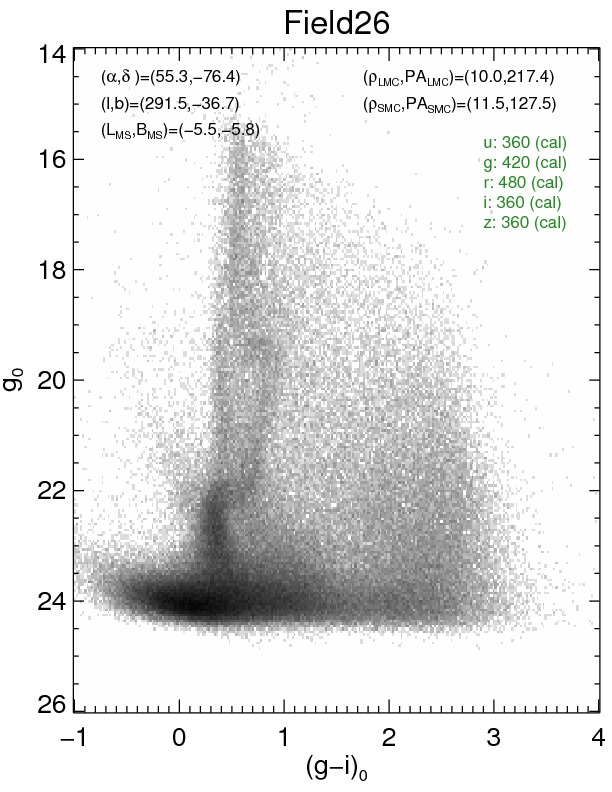 Field26
(α,δ )=(55.3,−76.4)
(ρLMC,PALMC)=(10.0,217.4)
(l,b)=(291.5,−36.7)
(ρSMC,PASMC)=(11.5,127.5)
(LMS,BMS)=(−5.5,−5.8)
u: 360 (cal)
g: 420 (cal)
r: 480 (cal)
i: 360 (cal)
z: 360 (cal)
14
16
18
20
22
24
26
g0
−1 0 1 2 3 4
(g−i)0